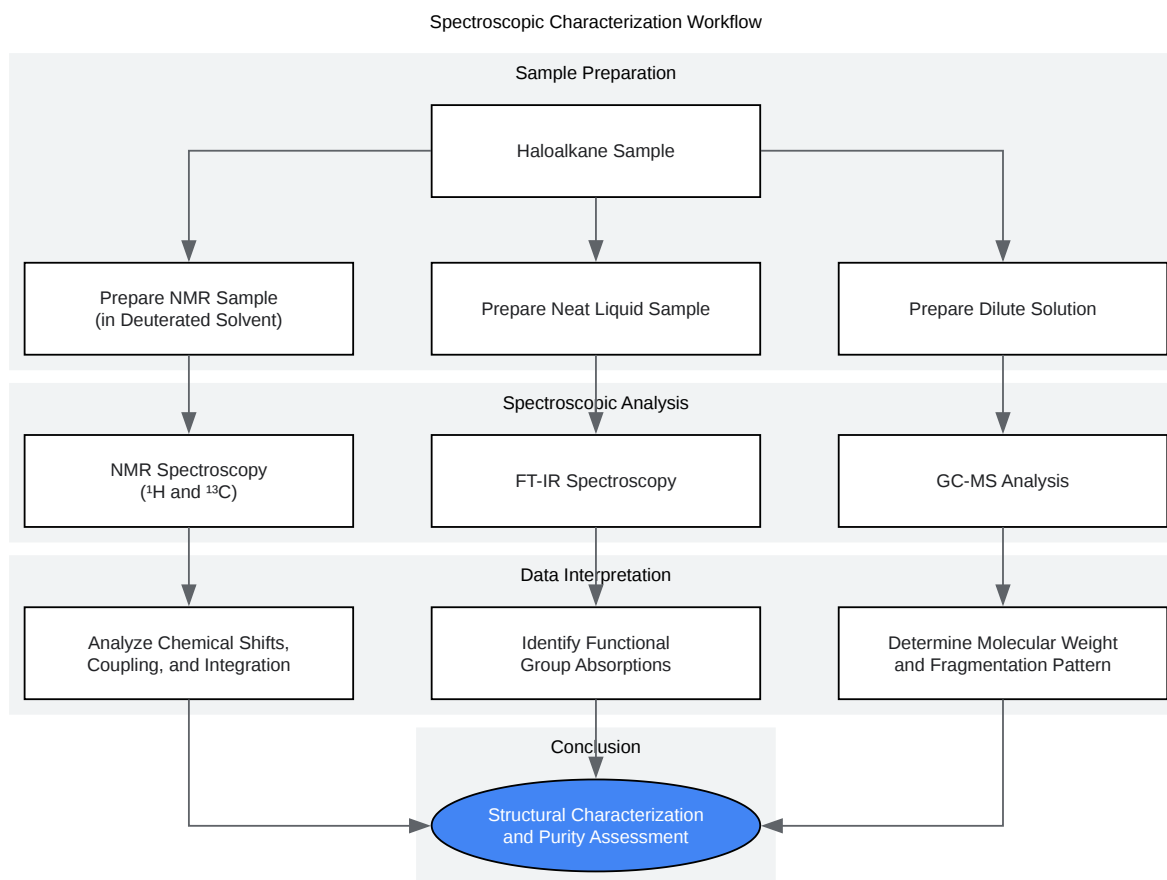 Spectroscopic Characterization Workflow
Sample Preparation
Haloalkane Sample
Prepare NMR Sample
(in Deuterated Solvent)
Prepare Neat Liquid Sample
Prepare Dilute Solution
Spectroscopic Analysis
NMR Spectroscopy
(¹H and ¹³C)
FT-IR Spectroscopy
GC-MS Analysis
Data Interpretation
Analyze Chemical Shifts,
Coupling, and Integration
Identify Functional
Group Absorptions
Determine Molecular Weight
and Fragmentation Pattern
Conclusion
Structural Characterization
and Purity Assessment